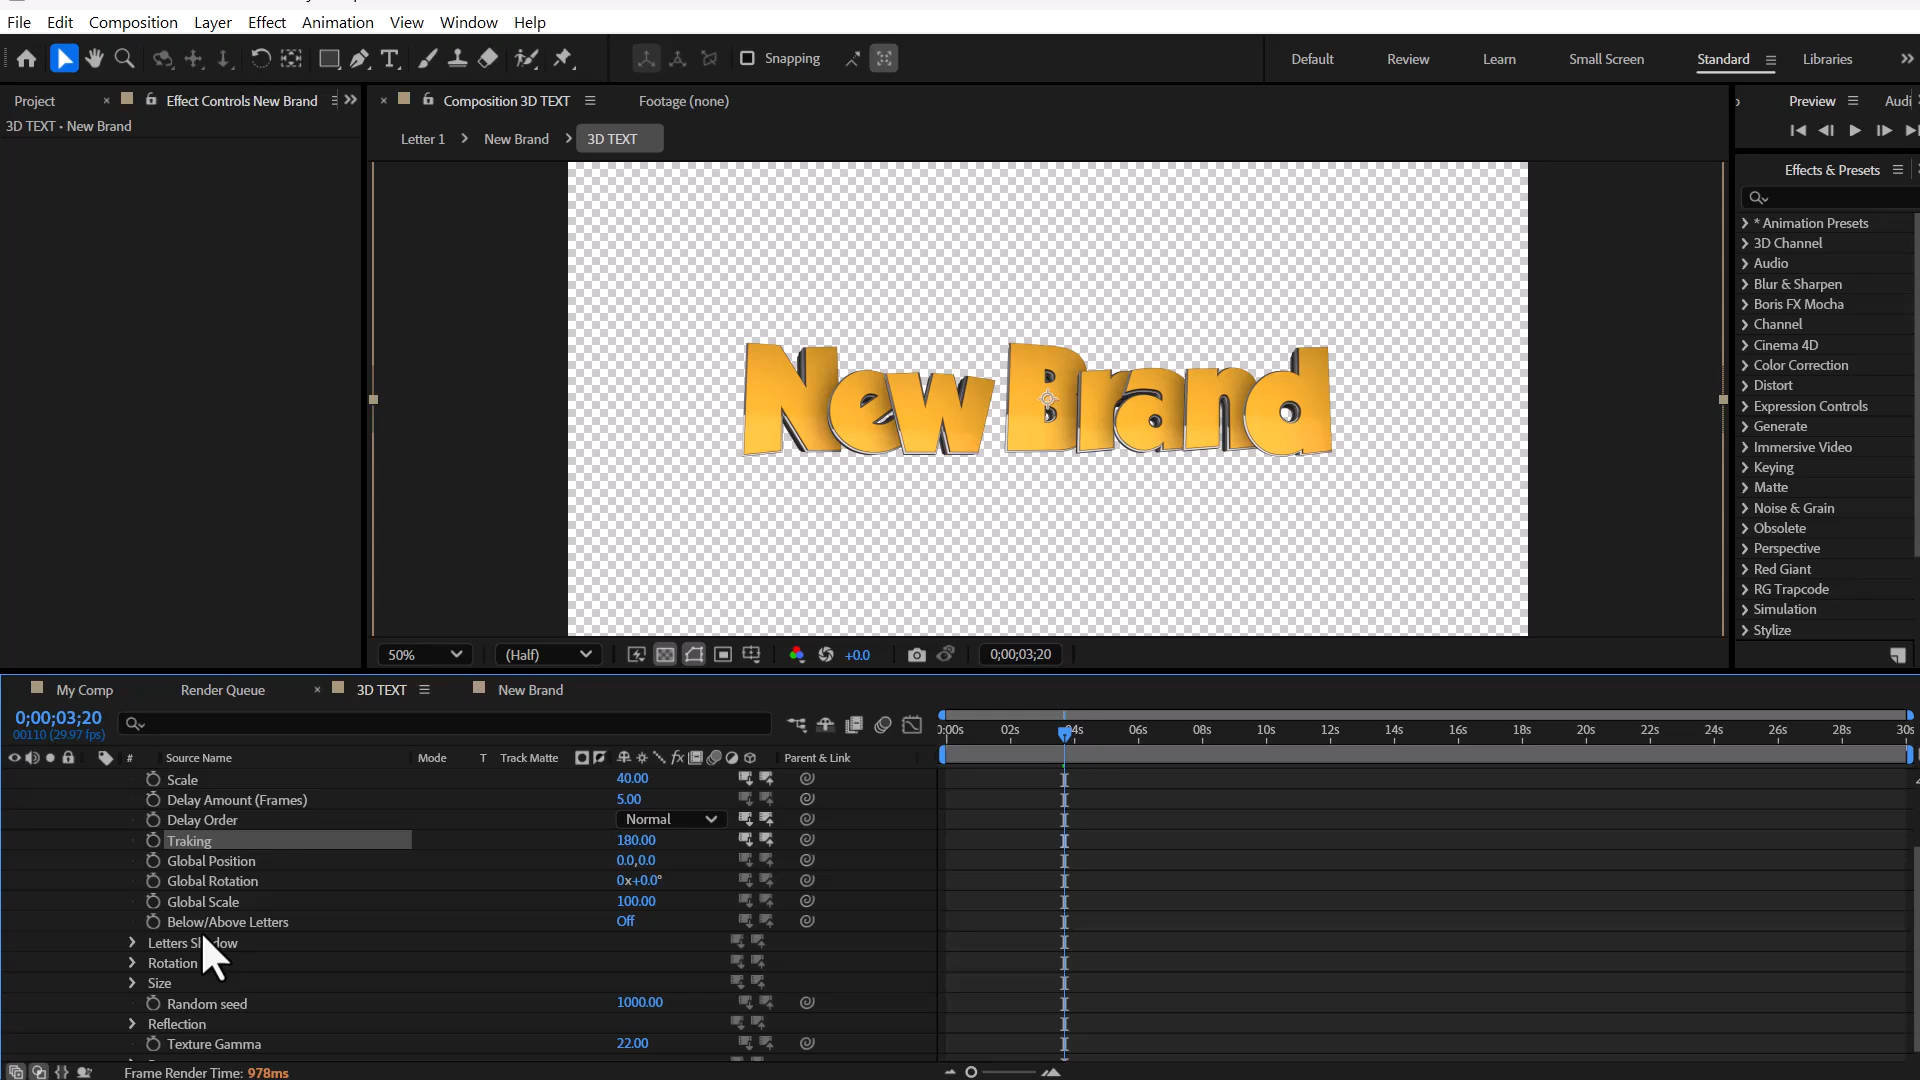 File Edit Composition Layer Effect Animation View Window Help
Snapping
Default Review Learn Small Screen Standard Libraries
Project Effect Controls New Brand
3D TEXT • New Brand
Composition 3D TEXT Footage (none)
Letter 1 New Brand 3D TEXT
New Brand
50% (Half) +0.0 0;00;03;20
Preview Audi
Effects & Presets
* Animation Presets
3D Channel
Audio
Blur & Sharpen
Boris FX Mocha
Channel
Cinema 4D
Color Correction
Distort
Expression Controls
Generate
Immersive Video
Keying
Matte
Noise & Grain
Obsolete
Perspective
Red Giant
RG Trapcode
Simulation
Stylize
My Comp Render Queue 3D TEXT New Brand
0;00;03;20
00110 (29.97 fps)
0:00s 02s 04s 06s 08s 10s 12s 14s 16s 18s 20s 22s 24s 26s 28s 30s
# Source Name Mode T Track Matte fx Parent & Link
Scale 40.00
Delay Amount (Frames) 5.00
Delay Order Normal
Traking 180.00
Global Position 0.0,0.0
Global Rotation 0x+0.0°
Global Scale 100.00
Below/Above Letters Off
Letters
Rotation
Size
Random seed 1000.00
Reflection
Texture Gamma 22.00
Frame Render Time: 978ms